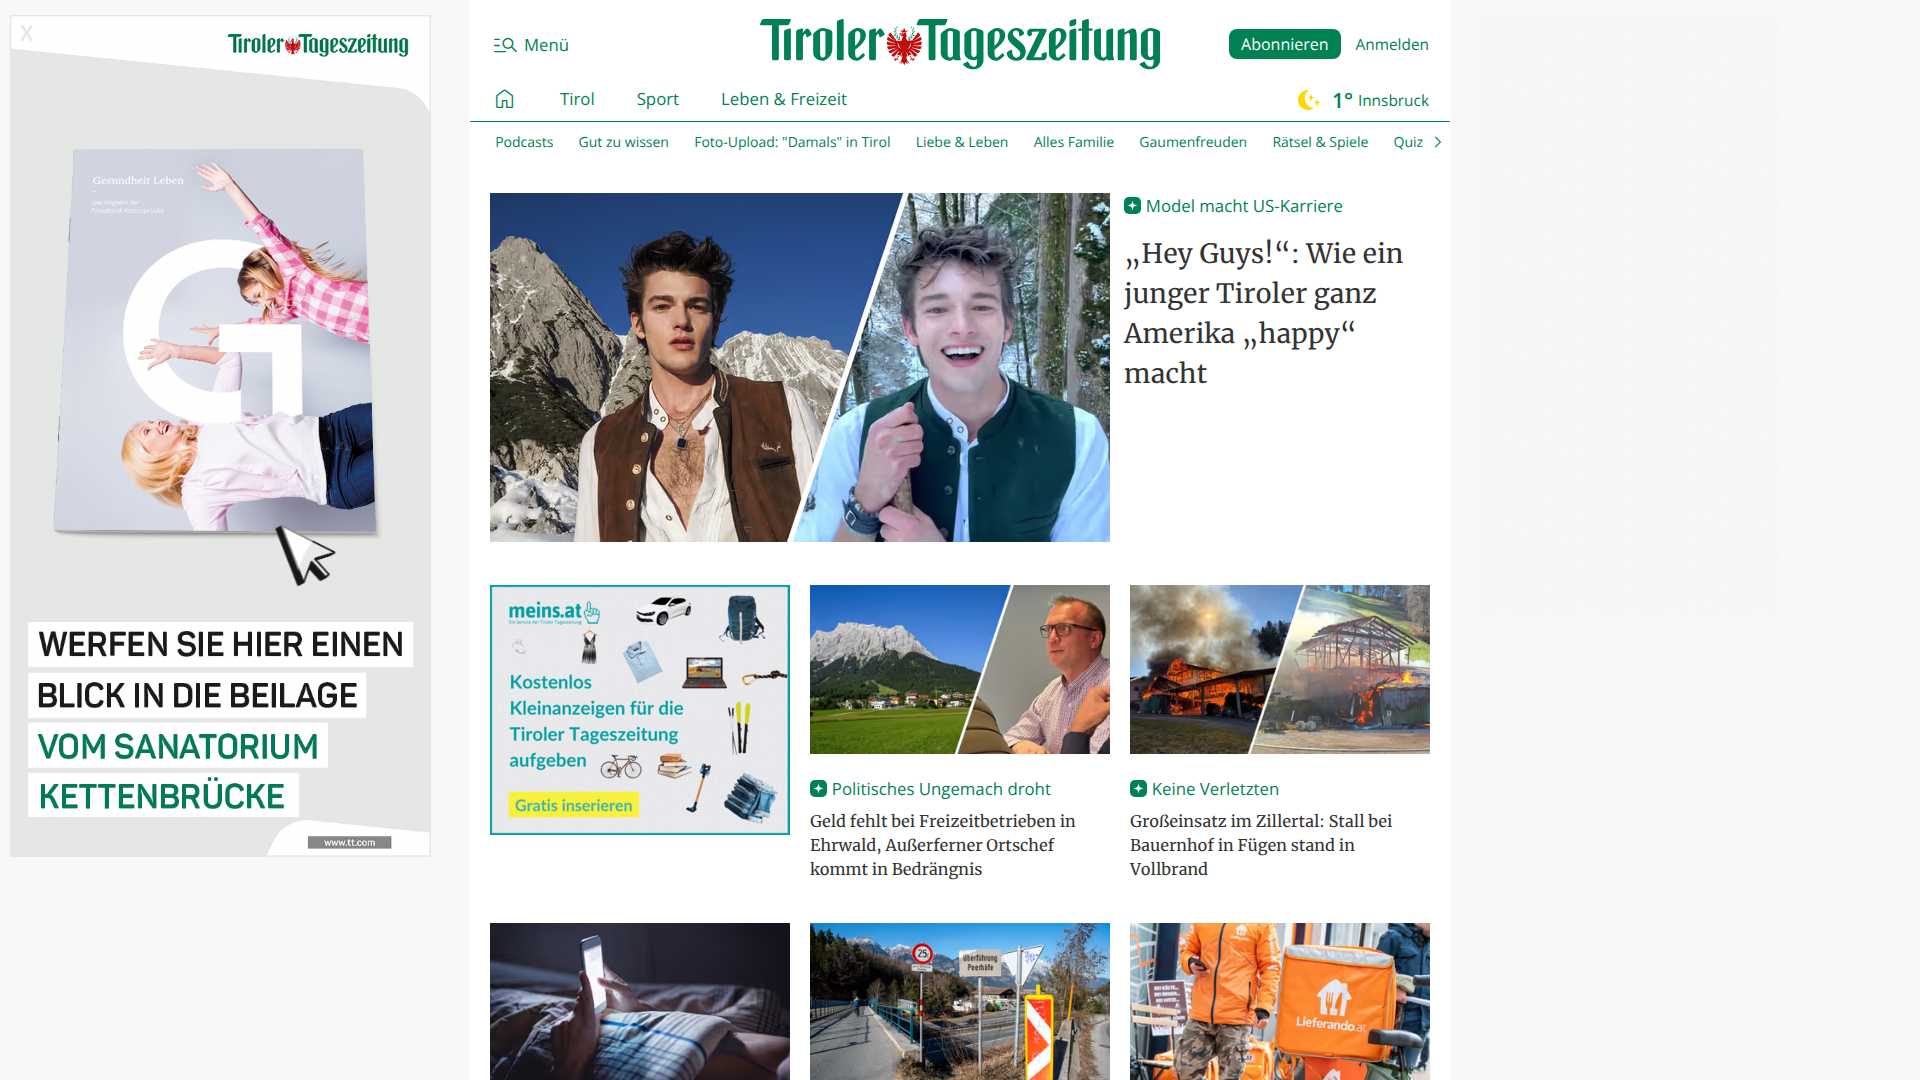 X
Tiroler Tageszeitung
Gesundheit Leben
WERFEN SIE HIER EINEN
BLICK IN DIE BEILAGE
VOM SANATORIUM
KETTENBRÜCKE
www.tt.com
Menü
Tiroler Tageszeitung
Abonnieren
Anmelden
Tirol
Sport
Leben & Freizeit
1° Innsbruck
Podcasts
Gut zu wissen
Foto-Upload: "Damals" in Tirol
Liebe & Leben
Alles Familie
Gaumenfreuden
Rätsel & Spiele
Quiz
Model macht US-Karriere
„Hey Guys!“: Wie ein
junger Tiroler ganz
Amerika „happy“
macht
meins.at
Ein Service der Tiroler Tageszeitung
Kostenlos
Kleinanzeigen für die
Tiroler Tageszeitung
aufgeben
Gratis inserieren
Politisches Ungemach droht
Geld fehlt bei Freizeitbetrieben in
Ehrwald, Außerferner Ortschef
kommt in Bedrängnis
Keine Verletzten
Großeinsatz im Zillertal: Stall bei
Bauernhof in Fügen stand in
Vollbrand
25
Überführung
Peerhöfe
Lieferando.at